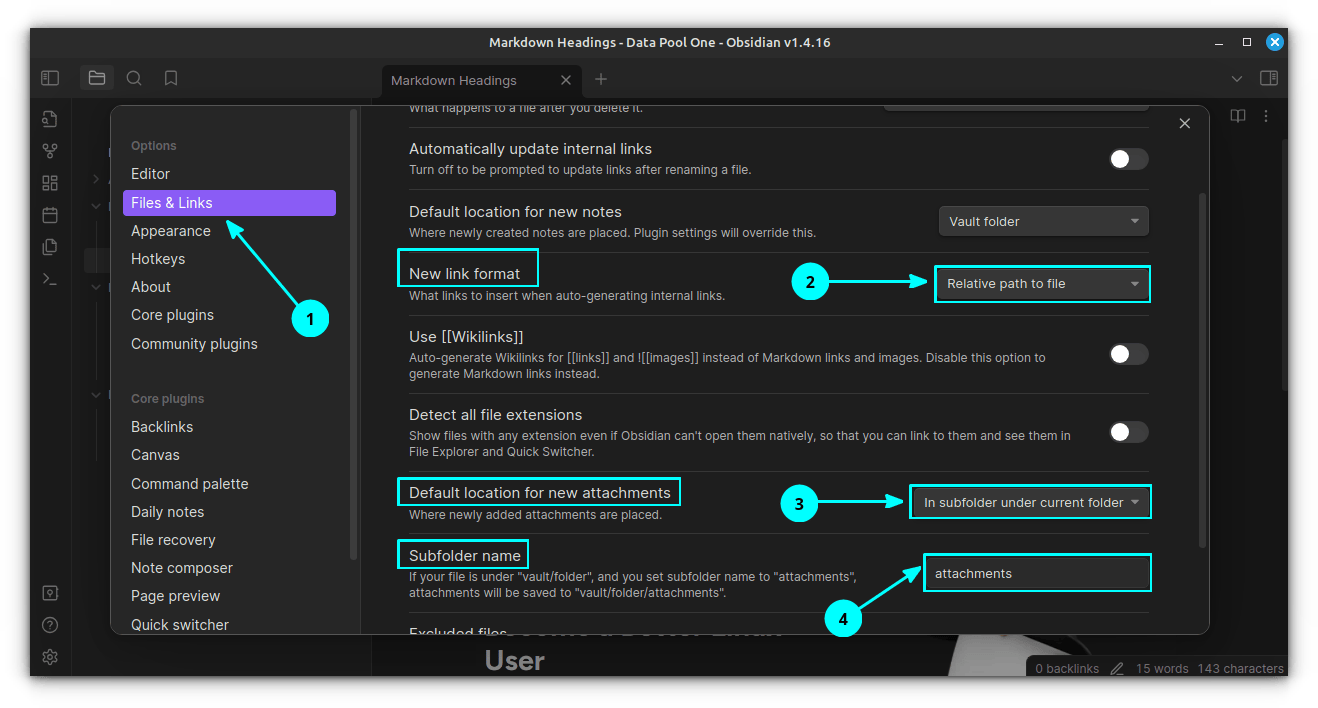 Markdown Headings - Data Pool One - Obsidian v1.4.16
Markdown Headings
What happens to a file after you delete it.
Options
Editor
Files & Links
Appearance
Hotkeys
About
Core plugins
Community plugins
Core plugins
Backlinks
Canvas
Command palette
Daily notes
File recovery
Note composer
Page preview
Quick switcher
Automatically update internal links
Turn off to be prompted to update links after renaming a file.
Default location for new notes
Where newly created notes are placed. Plugin settings will override this.
Vault folder
New link format
What links to insert when auto-generating internal links.
Relative path to file
Use [[Wikilinks]]
Auto-generate Wikilinks for [[links]] and ![[images]] instead of Markdown links and images. Disable this option to
generate Markdown links instead.
Detect all file extensions
Show files with any extension even if Obsidian can't open them natively, so that you can link to them and see them in
File Explorer and Quick Switcher.
Default location for new attachments
Where newly added attachments are placed.
In subfolder under current folder
Subfolder name
If your file is under "vault/folder", and you set subfolder name to "attachments",
attachments will be saved to "vault/folder/attachments".
attachments
Excluded files
1
2
3
4
User
0 backlinks
15 words
143 characters